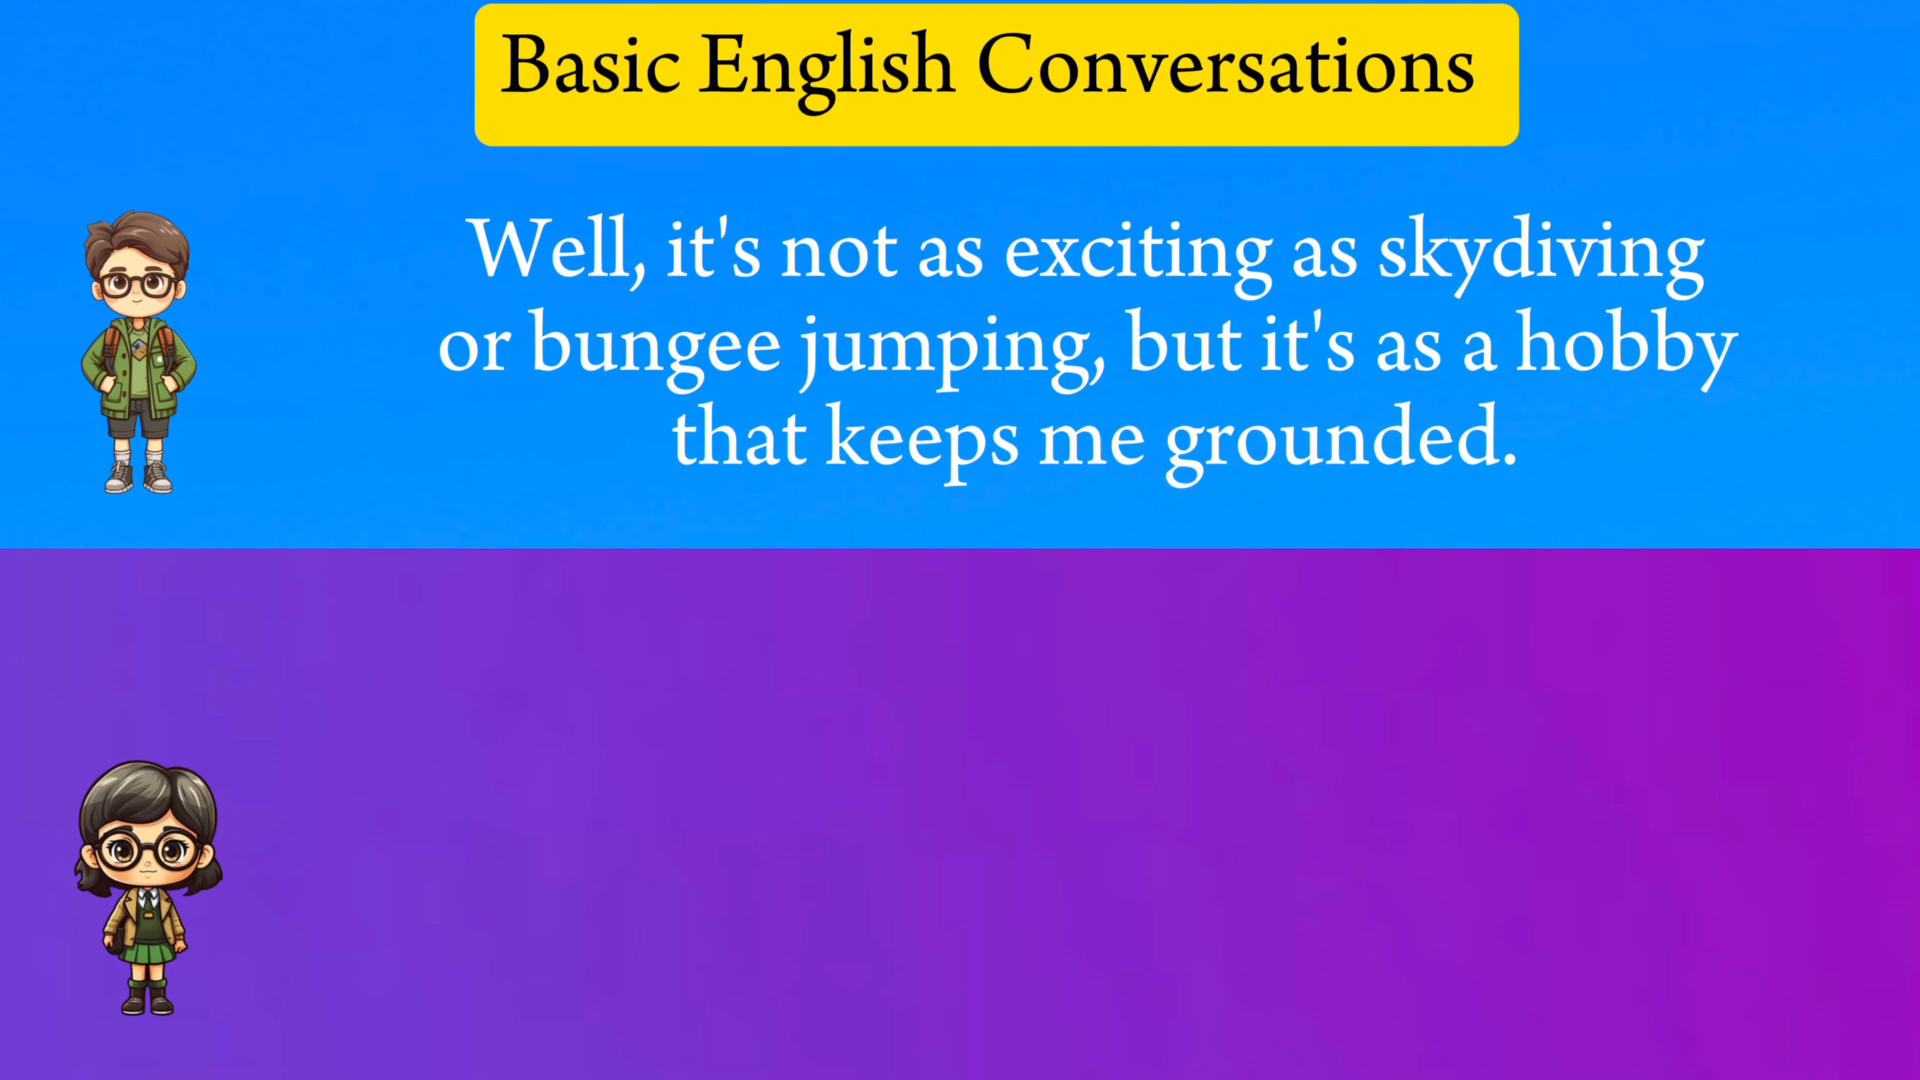 Basic English Conversations
Well, it's not as exciting as skydiving
or bungee jumping, but it's as a hobby
that keeps me grounded.